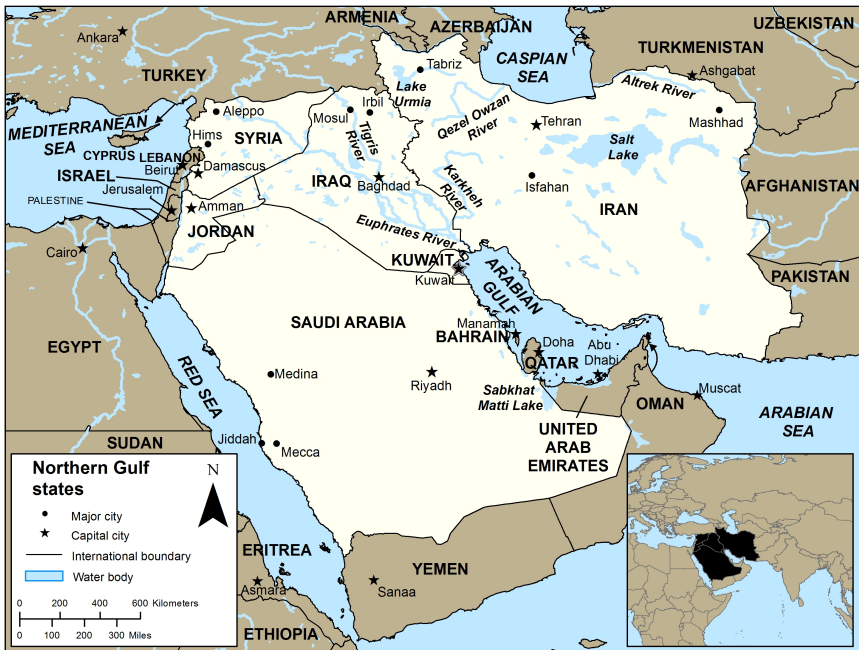 ARMENIA
AZERBAIJAN
UZBEKISTAN
Ankara
CASPIAN
SEA
TURKMENISTAN
TURKEY
Tabriz
Ashgabat
Lake
Urmia
Altrek River
MEDITERRANEAN
SEA
Aleppo
Mosul
Irbil
Qezel Owzan
River
Tehran
Mashhad
Hims
SYRIA
Tigris
River
Salt
Lake
CYPRUS
LEBANON
Beirut
Damascus
ISRAEL
Jerusalem
PALESTINE
IRAQ
Baghdad
Karkheh
River
Isfahan
AFGHANISTAN
Amman
IRAN
JORDAN
Euphrates River
Cairo
KUWAIT
Kuwait
ARABIAN
GULF
PAKISTAN
SAUDI ARABIA
Manamah
BAHRAIN
Doha
Abu
Dhabi
QATAR
EGYPT
RED SEA
Medina
Riyadh
Sabkhat
Matti Lake
Muscat
OMAN
ARABIAN
SEA
UNITED
ARAB
EMIRATES
SUDAN
Jiddah
Mecca
Northern Gulf
states
N
Major city
Capital city
International boundary
Water body
0 200 400 600 Kilometers
0 100 200 300 Miles
ERITREA
Asmara
YEMEN
Sanaa
ETHIOPIA